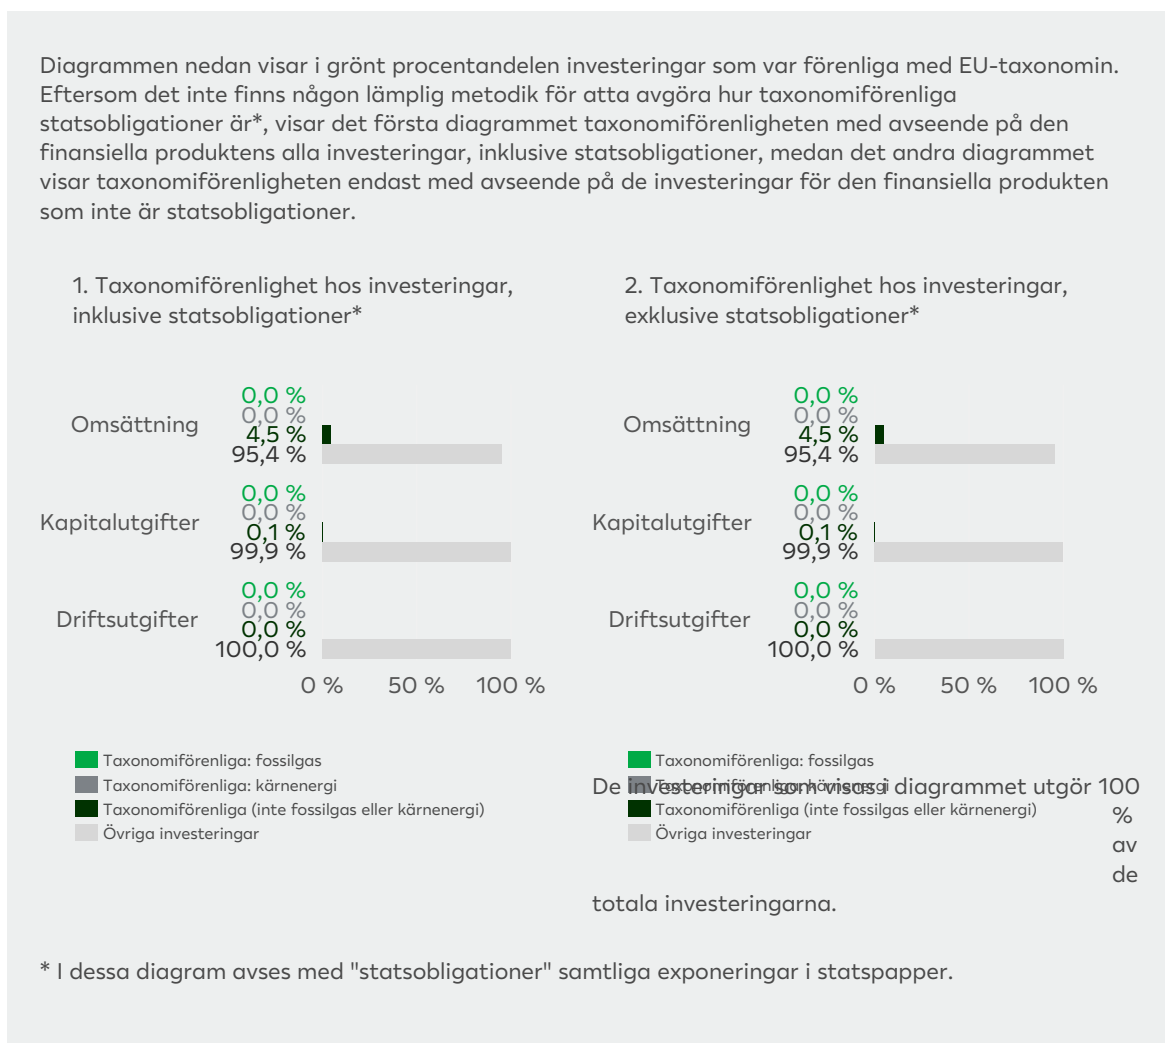 Diagrammen nedan visar i grönt procentandelen investeringar som var förenliga med EU-taxonomin.
Eftersom det inte finns någon lämplig metodik för atta avgöra hur taxonomiförenliga
statsobligationer är*, visar det första diagrammet taxonomiförenligheten med avseende på den
finansiella produktens alla investeringar, inklusive statsobligationer, medan det andra diagrammet
visar taxonomiförenligheten endast med avseende på de investeringar för den finansiella produkten
som inte är statsobligationer.
1. Taxonomiförenlighet hos investeringar,
inklusive statsobligationer*
Omsättning
0,0 %
0,0 %
4,5 %
95,4 %
Kapitalutgifter
0,0 %
0,0 %
0,1 %
99,9 %
Driftsutgifter
0,0 %
0,0 %
0,0 %
100,0 %
0 % 50 % 100 %
Taxonomiförenliga: fossilgas
Taxonomiförenliga: kärnenergi
Taxonomiförenliga (inte fossilgas eller kärnenergi)
Övriga investeringar
2. Taxonomiförenlighet hos investeringar,
exklusive statsobligationer*
Omsättning
0,0 %
0,0 %
4,5 %
95,4 %
Kapitalutgifter
0,0 %
0,0 %
0,1 %
99,9 %
Driftsutgifter
0,0 %
0,0 %
0,0 %
100,0 %
0 % 50 % 100 %
Taxonomiförenliga: fossilgas
Taxonomiförenliga: kärnenergi
Taxonomiförenliga (inte fossilgas eller kärnenergi)
Övriga investeringar
De investeringar som visas i diagrammet utgör 100
%
av
de
totala investeringarna.
* I dessa diagram avses med "statsobligationer" samtliga exponeringar i statspapper.